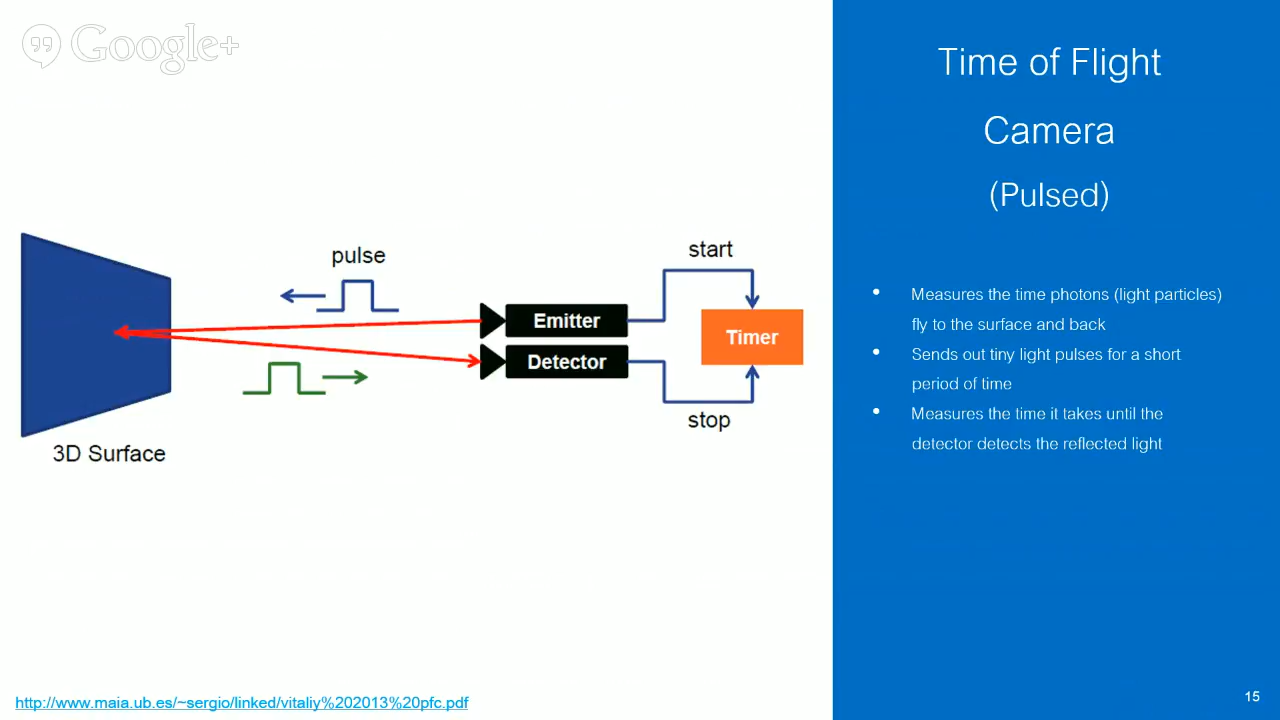 Google+
Time of Flight
Camera
(Pulsed)
pulse
start
Emitter
Timer
Detector
stop
3D Surface
• Measures the time photons (light particles)
fly to the surface and back
• Sends out tiny light pulses for a short
period of time
• Measures the time it takes until the
detector detects the reflected light
http://www.maia.ub.es/~sergio/linked/vitaliy%202013%20pfc.pdf
15